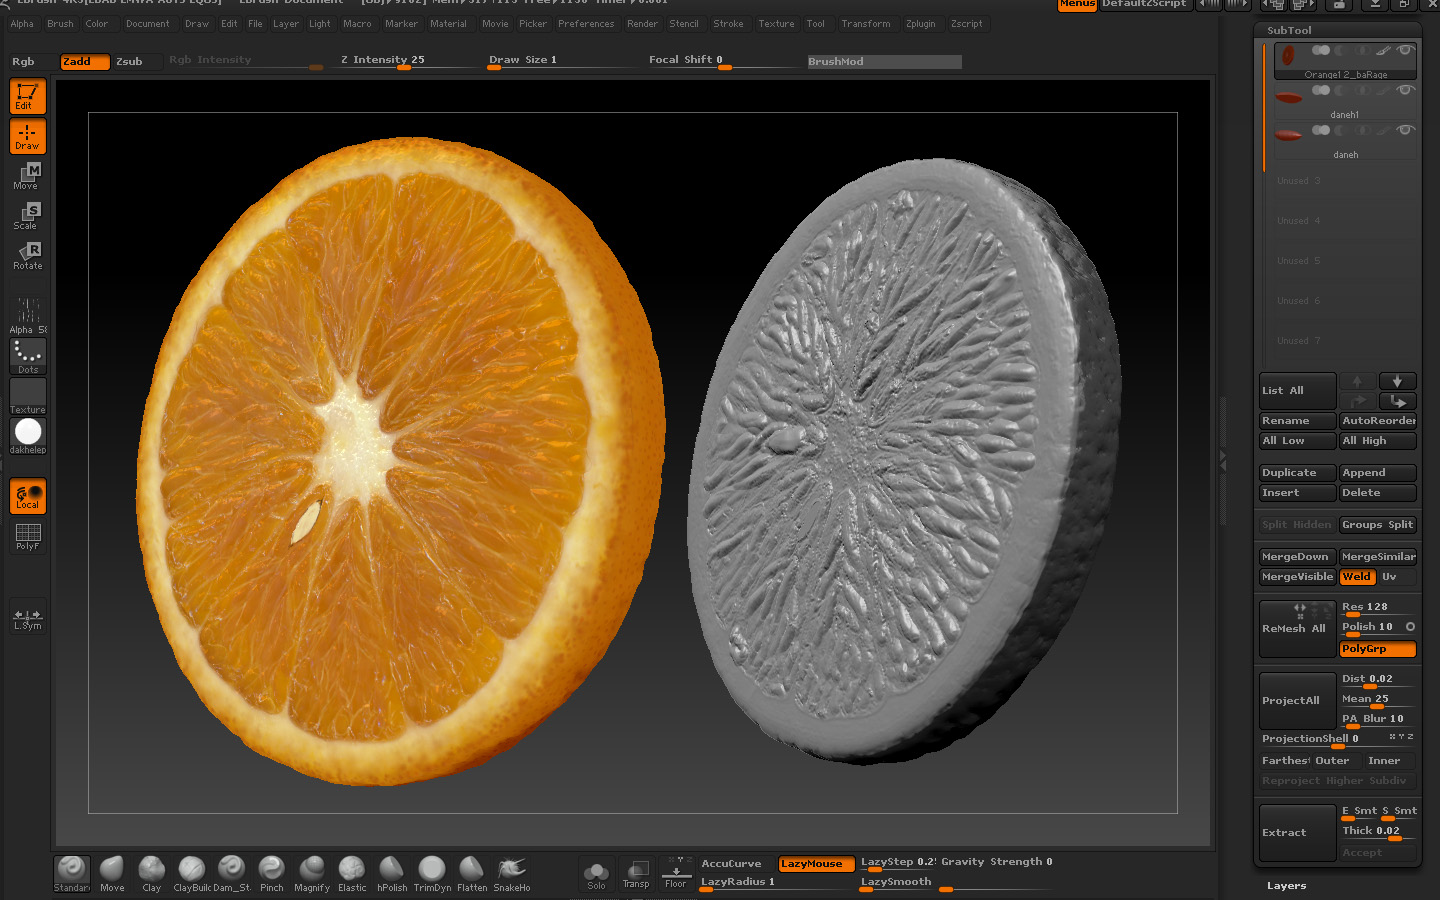 Menus DefaultZScript
Alpha Brush Color Document Draw Edit File Layer Light Macro Marker Material Movie Picker Preferences Render Stencil Stroke Texture Tool Transform Zplugin Zscript
SubTool
Rgb Zadd Zsub Rgb Intensity Z Intensity 25 Draw Size 1 Focal Shift 0 BrushMod
Orange1 2_baRage
daneh1
daneh
Unused 3
Unused 4
Unused 5
Unused 6
Unused 7
Edit
Draw
Move
Scale
Rotate
Alpha 58
Dots
Texture
dakhelep
Local
PolyF
L.Sym
List All
Rename AutoReorder
All Low All High
Duplicate Append
Insert Delete
Split Hidden Groups Split
MergeDown MergeSimilar
MergeVisible Weld Uv
ReMesh All
Res 128
Polish 10
PolyGrp
ProjectAll
Dist 0.02
Mean 25
PA Blur 10
ProjectionShell 0 X Y Z
Farthest Outer Inner
Reproject Higher Subdiv
Extract
E Smt S Smt
Thick 0.02
Accept
Layers
Standar Move Clay ClayBuilc Dam_St Pinch Magnify Elastic hPolish TrimDyn Flatten SnakeHo
Solo Transp Floor
AccuCurve LazyMouse LazyStep 0.2 Gravity Strength 0
LazyRadius 1 LazySmooth